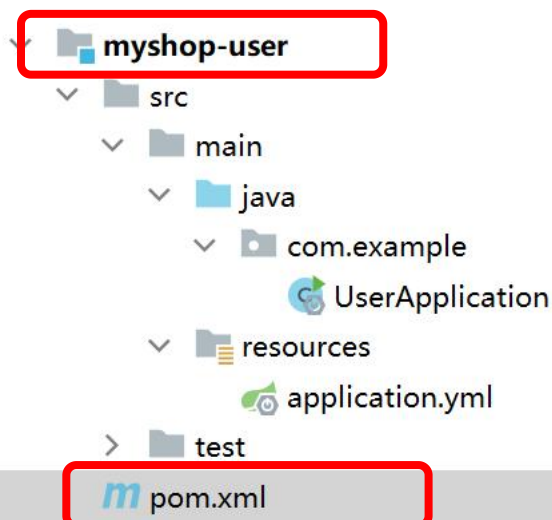 myshop-user
src
main
java
com.example
UserApplication
resources
application.yml
test
pom.xml